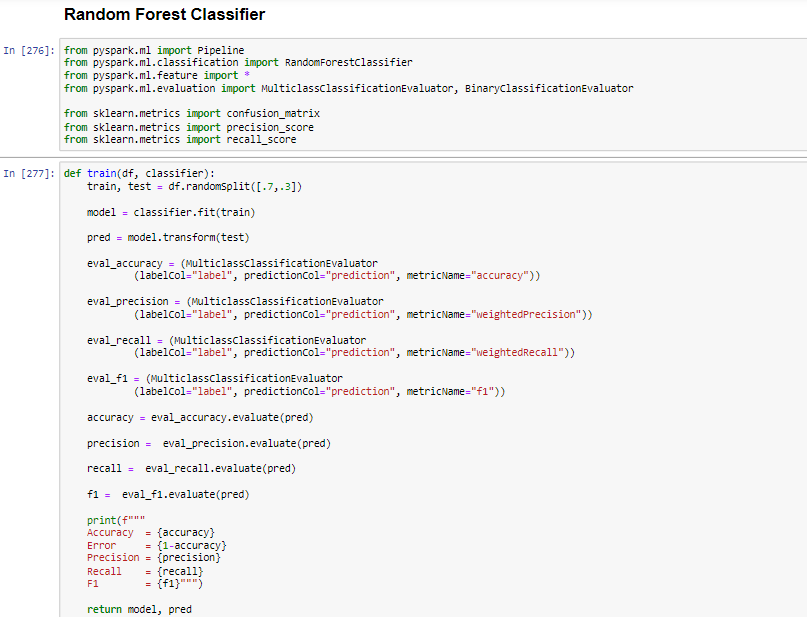 Random Forest Classifier
In [276]: from pyspark.ml import Pipeline
from pyspark.ml.classification import RandomForestClassifier
from pyspark.ml.feature import *
from pyspark.ml.evaluation import MulticlassClassificationEvaluator, BinaryClassificationEvaluator
from sklearn.metrics import confusion_matrix
from sklearn.metrics import precision_score
from sklearn.metrics import recall_score
In [277]: def train(df, classifier):
train, test = df.randomSplit([.7,.3])
model = classifier.fit(train)
pred = model.transform(test)
eval_accuracy = (MulticlassClassificationEvaluator
(labelCol="label", predictionCol="prediction", metricName="accuracy"))
eval_precision = (MulticlassClassificationEvaluator
(labelCol="label", predictionCol="prediction", metricName="weightedPrecision"))
eval_recall = (MulticlassClassificationEvaluator
(labelCol="label", predictionCol="prediction", metricName="weightedRecall"))
eval_f1 = (MulticlassClassificationEvaluator
(labelCol="label", predictionCol="prediction", metricName="f1"))
accuracy = eval_accuracy.evaluate(pred)
precision =  eval_precision.evaluate(pred)
recall =  eval_recall.evaluate(pred)
f1 =  eval_f1.evaluate(pred)
print(f"""
Accuracy  = {accuracy}
Error     = {1-accuracy}
Precision = {precision}
Recall    = {recall}
F1        = {f1}""")
return model, pred